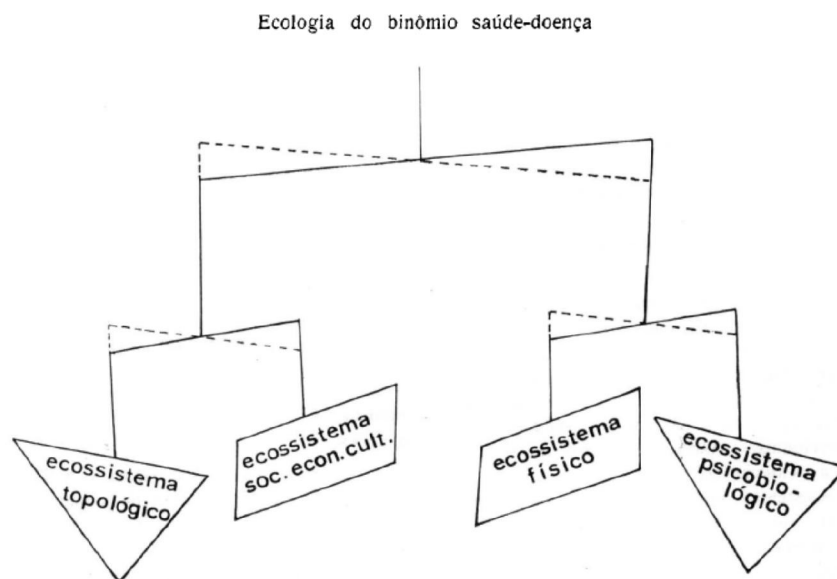 Ecologia do binômio saúde-doença
ecossistema
topológico
ecossistema
soc. econ. cult.
ecossistema
físico
ecossistema
psicobio-
lógico